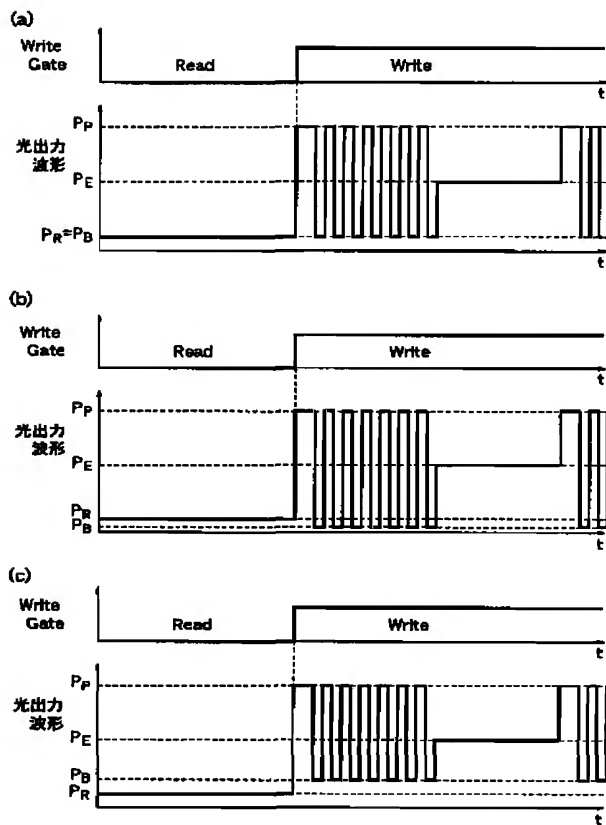 (a)
Write
Gate
Read
Write
t
PP
光出力
波形
PE
PR=PB
t
(b)
Write
Gate
Read
Write
t
PP
光出力
波形
PE
PR
PB
t
(c)
Write
Gate
Read
Write
t
PP
光出力
波形
PE
PB
PR
t